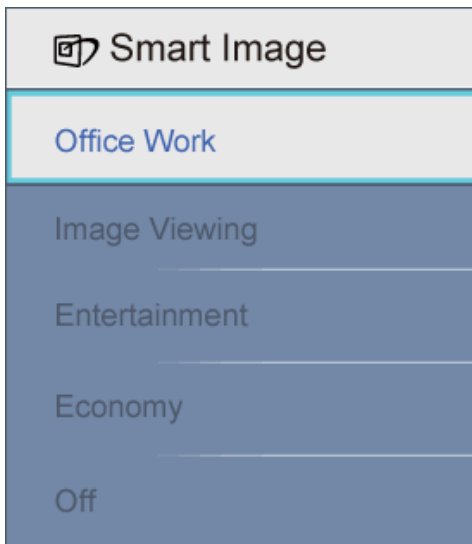 Smart Image
Office Work
Image Viewing
Entertainment
Economy
Off